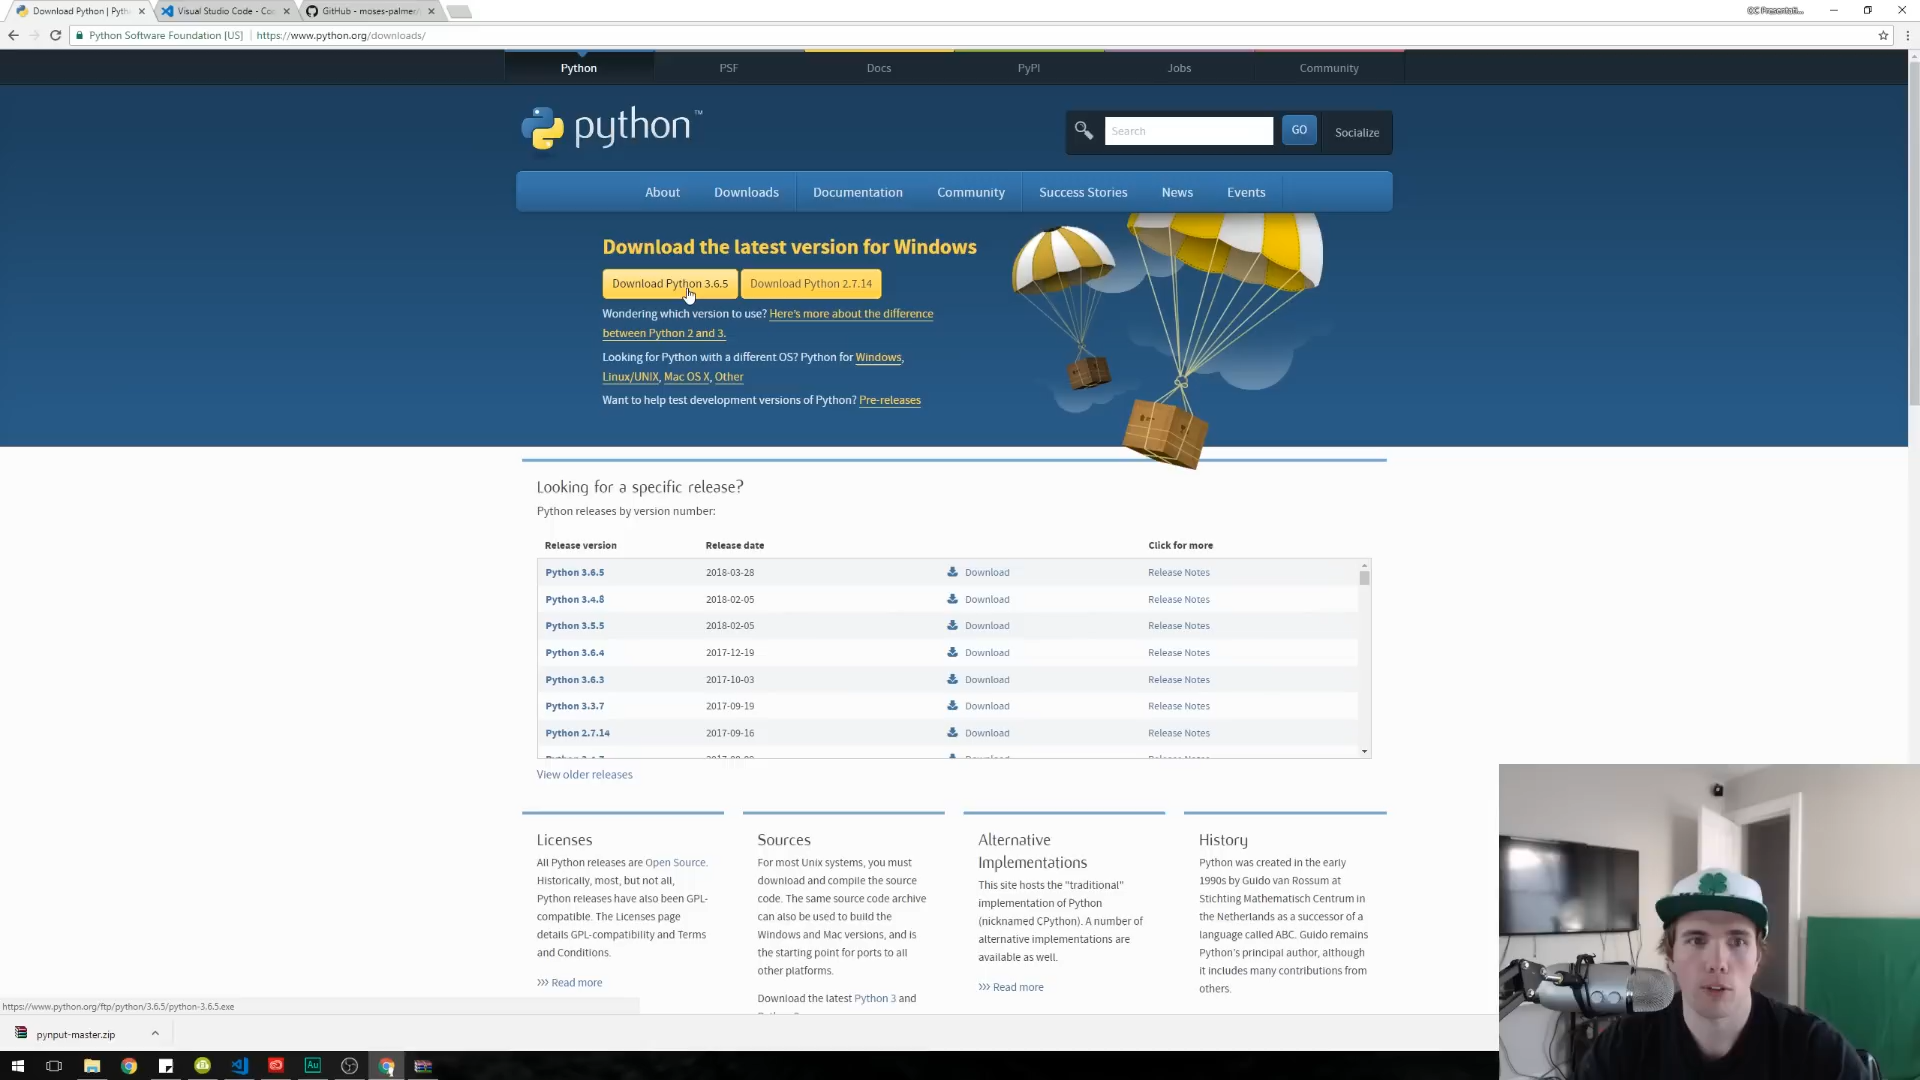 Download Python | Pyth
Visual Studio Code - Co
GitHub - moses-palmer/
Python Software Foundation [US]
https://www.python.org/downloads/
Python
PSF
Docs
PyPI
Jobs
Community
python™
Search
GO
Socialize
About
Downloads
Documentation
Community
Success Stories
News
Events
Download the latest version for Windows
Download Python 3.6.5
Download Python 2.7.14
Wondering which version to use? Here's more about the difference
between Python 2 and 3.
Looking for Python with a different OS? Python for Windows,
Linux/UNIX, Mac OS X, Other
Want to help test development versions of Python? Pre-releases
Looking for a specific release?
Python releases by version number:
Release version Release date Click for more
Python 3.6.5 2018-03-28 Download Release Notes
Python 3.4.8 2018-02-05 Download Release Notes
Python 3.5.5 2018-02-05 Download Release Notes
Python 3.6.4 2017-12-19 Download Release Notes
Python 3.6.3 2017-10-03 Download Release Notes
Python 3.3.7 2017-09-19 Download Release Notes
Python 2.7.14 2017-09-16 Download Release Notes
View older releases
Licenses
All Python releases are Open Source.
Historically, most, but not all,
Python releases have also been GPL-
compatible. The Licenses page
details GPL-compatibility and Terms
and Conditions.
Read more
Sources
For most Unix systems, you must
download and compile the source
code. The same source code archive
can also be used to build the
Windows and Mac versions, and is
the starting point for ports to all
other platforms.
Download the latest Python 3 and
Alternative
Implementations
This site hosts the "traditional"
implementation of Python
(nicknamed CPython). A number of
alternative implementations are
available as well.
Read more
History
Python was created in the early
1990s by Guido van Rossum at
Stichting Mathematisch Centrum in
the Netherlands as a successor of a
language called ABC. Guido remains
Python's principal author, although
it includes many contributions from
others.
https://www.python.org/ftp/python/3.6.5/python-3.6.5.exe
pynput-master.zip
Au